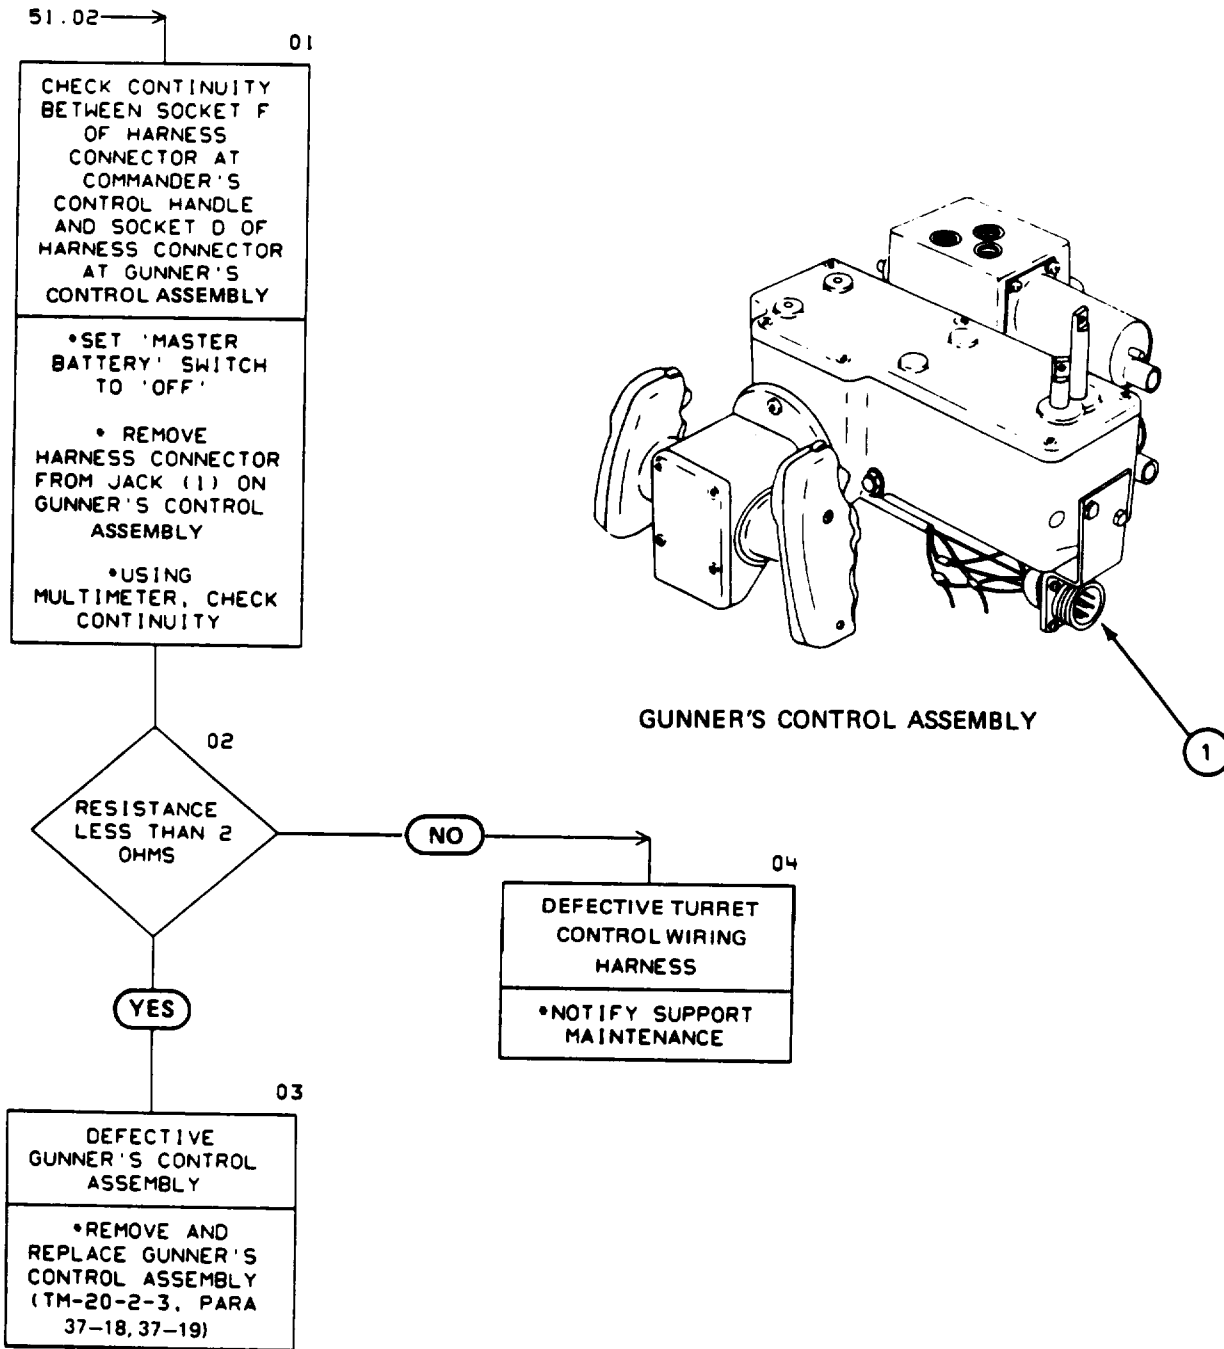 51.02
01
CHECK CONTINUITY
BETWEEN SOCKET F
OF HARNESS
CONNECTOR AT
COMMANDER'S
CONTROL HANDLE
AND SOCKET D OF
HARNESS CONNECTOR
AT GUNNER'S
CONTROL ASSEMBLY
•SET 'MASTER
BATTERY' SWITCH
TO 'OFF'
• REMOVE
HARNESS CONNECTOR
FROM JACK (1) ON
GUNNER'S CONTROL
ASSEMBLY
•USING
MULTIMETER, CHECK
CONTINUITY
GUNNER'S CONTROL ASSEMBLY
1
02
RESISTANCE
LESS THAN 2
OHMS
NO
04
DEFECTIVE TURRET
CONTROL WIRING
HARNESS
•NOTIFY SUPPORT
MAINTENANCE
YES
03
DEFECTIVE
GUNNER'S CONTROL
ASSEMBLY
•REMOVE AND
REPLACE GUNNER'S
CONTROL ASSEMBLY
(TM-20-2-3, PARA
37-18, 37-19)